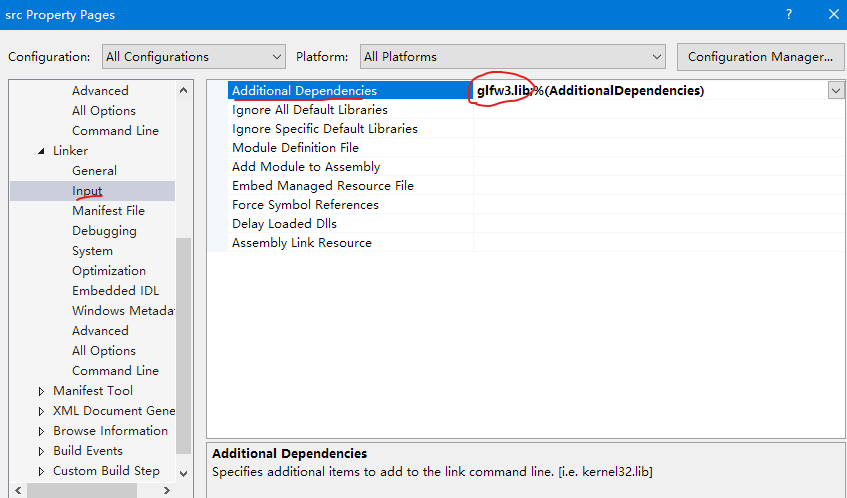 src Property Pages
?
Configuration: All Configurations Platform: All Platforms Configuration Manager...
Advanced
All Options
Command Line
Linker
General
Input
Manifest File
Debugging
System
Optimization
Embedded IDL
Windows Metada
Advanced
All Options
Command Line
Manifest Tool
XML Document Gene
Browse Information
Build Events
Custom Build Step
Additional Dependencies glfw3.lib;%(AdditionalDependencies)
Ignore All Default Libraries
Ignore Specific Default Libraries
Module Definition File
Add Module to Assembly
Embed Managed Resource File
Force Symbol References
Delay Loaded Dlls
Assembly Link Resource
Additional Dependencies
Specifies additional items to add to the link command line. [i.e. kernel32.lib]